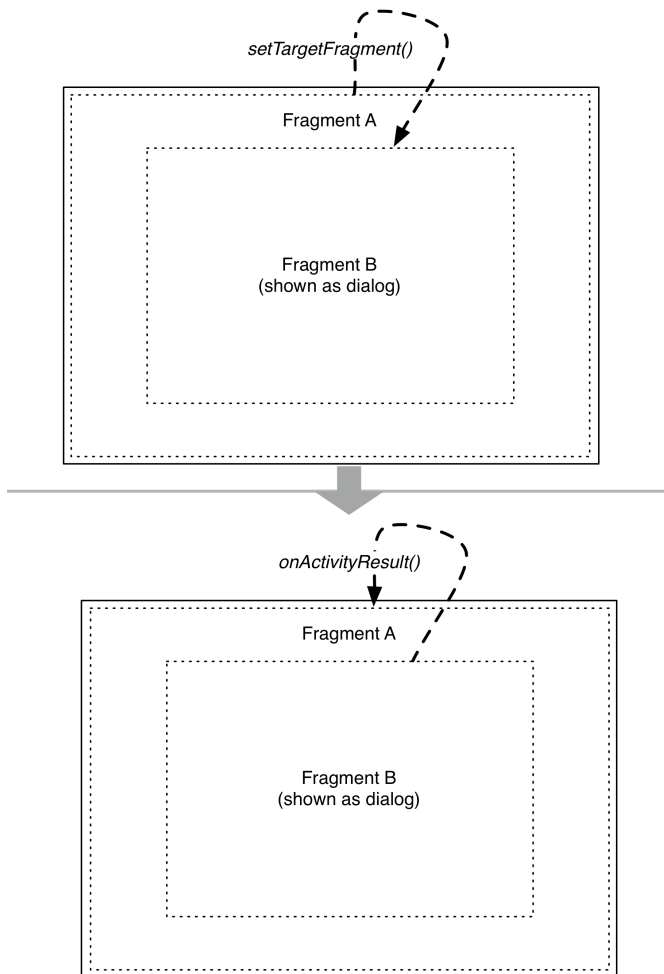 setTargetFragment()
Fragment A
Fragment B
(shown as dialog)
onActivityResult()
Fragment A
Fragment B
(shown as dialog)